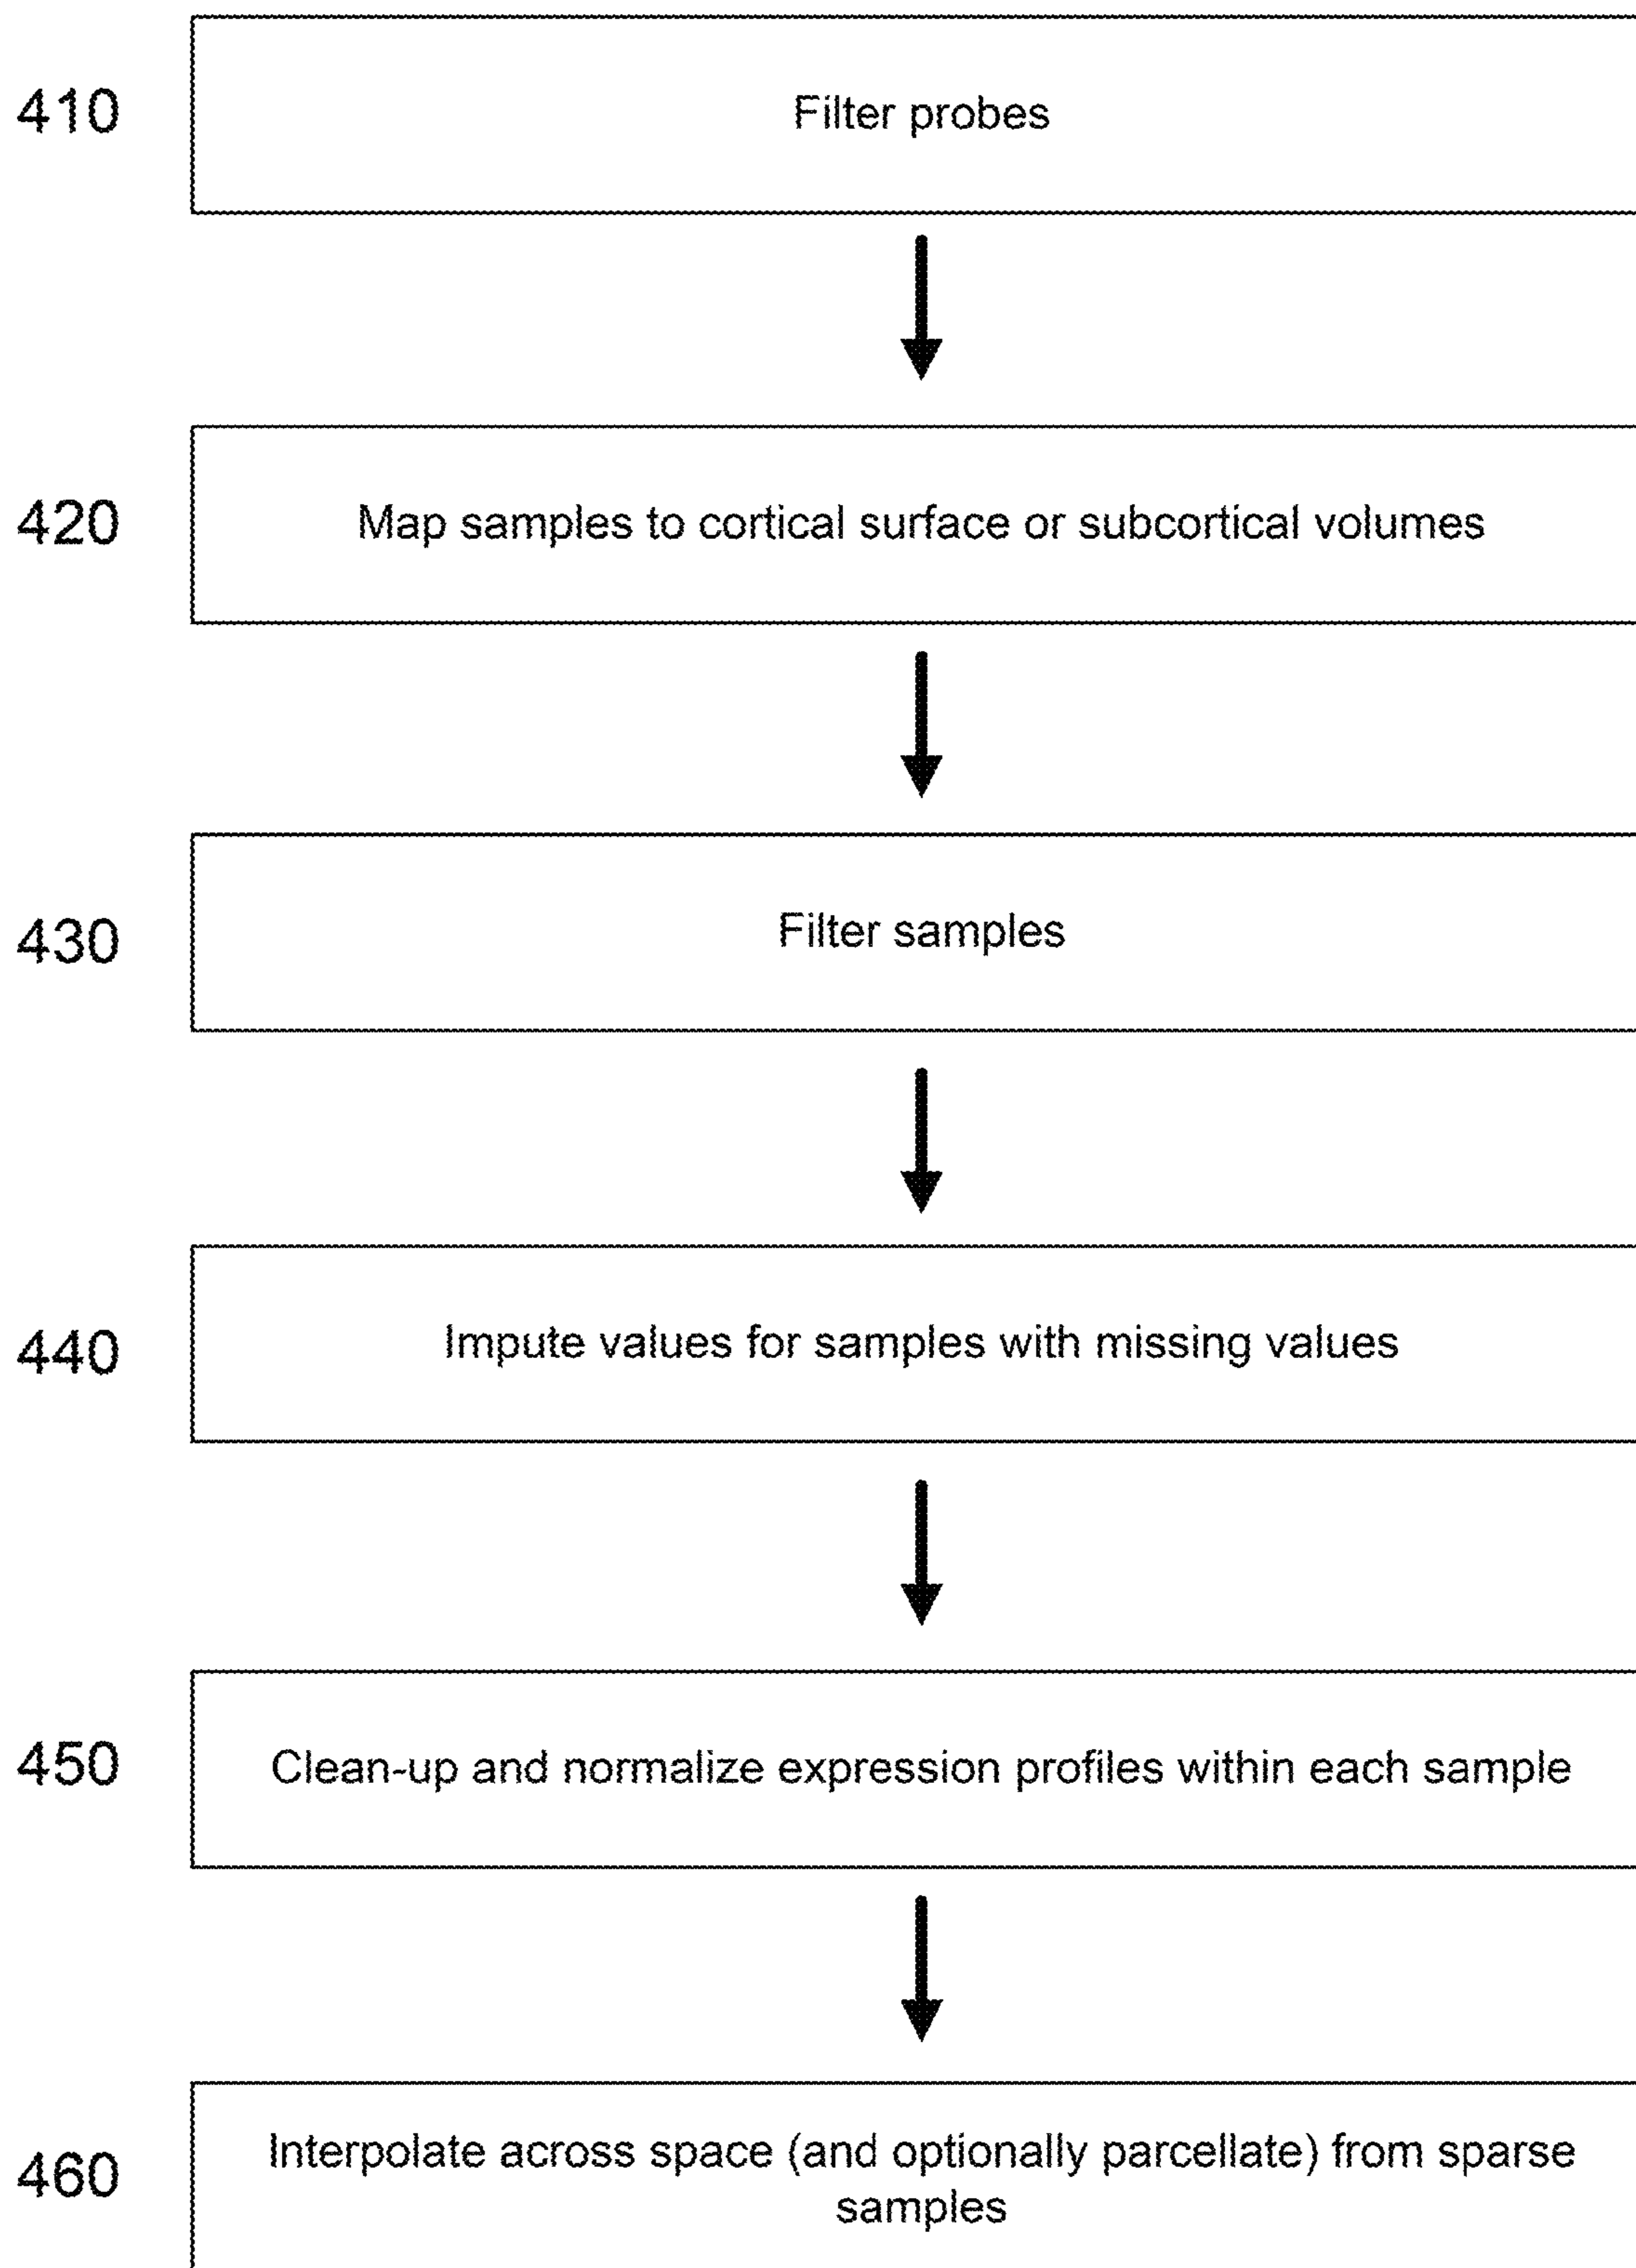 410
Filter probes
420
Map samples to cortical surface or subcortical volumes
430
Filter samples
440
Impute values for samples with missing values
450
Clean-up and normalize expression profiles within each sample
460
Interpolate across space (and optionally parcellate) from sparse
samples